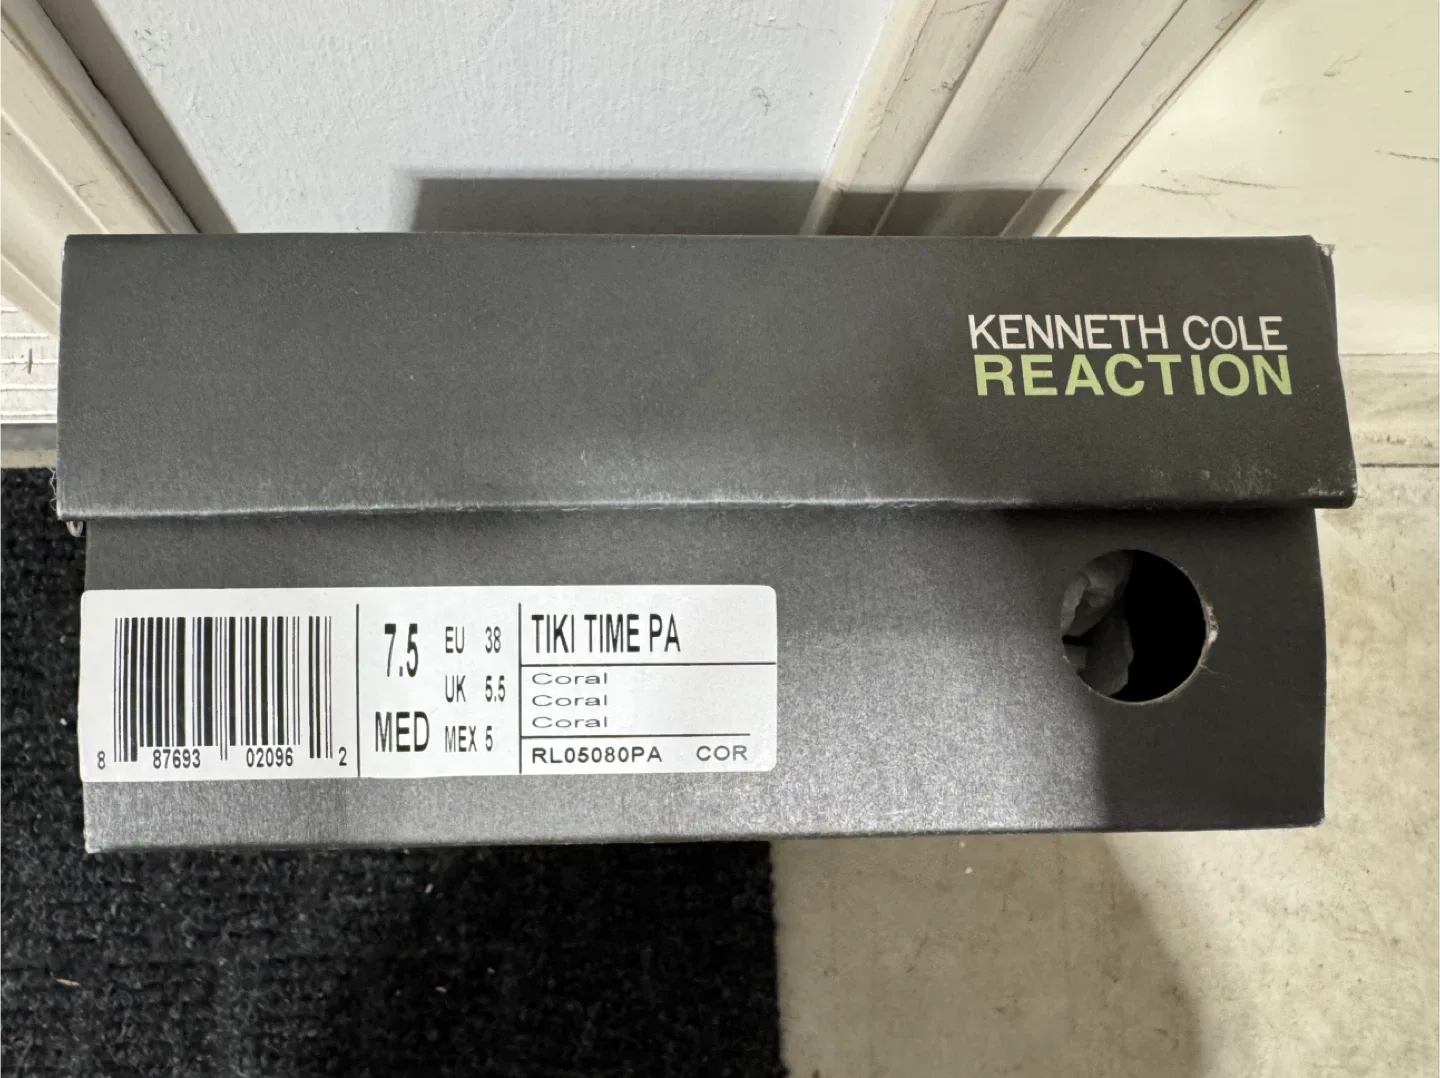 KENNETH COLE
REACTION
8 87693 02096 2
7.5
MED
EU 38
UK 5.5
MEX 5
TIKI TIME PA
Coral
Coral
Coral
RL05080PA COR